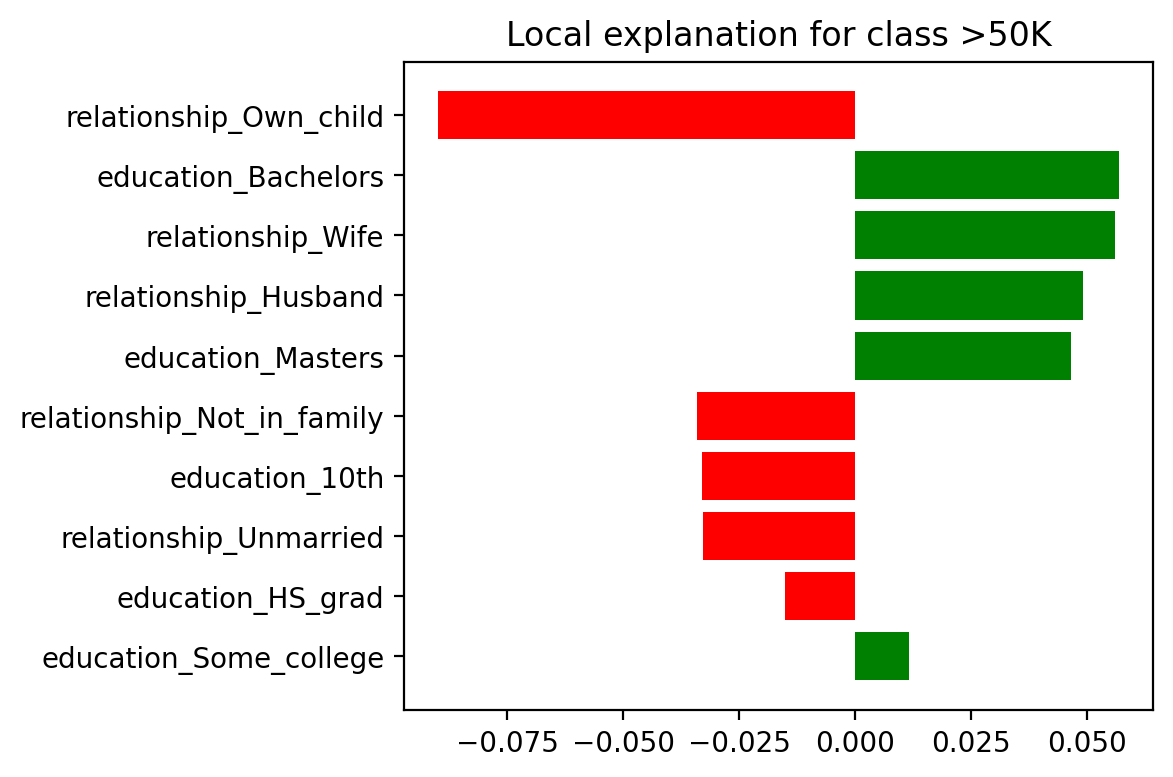 Local explanation for class >50K
relationship_Own_child
education_Bachelors
relationship_Wife
relationship_Husband
education_Masters
relationship_Not_in_family
education_10th
relationship_Unmarried
education_HS_grad
education_Some_college
−0.075 −0.050 −0.025 0.000 0.025 0.050